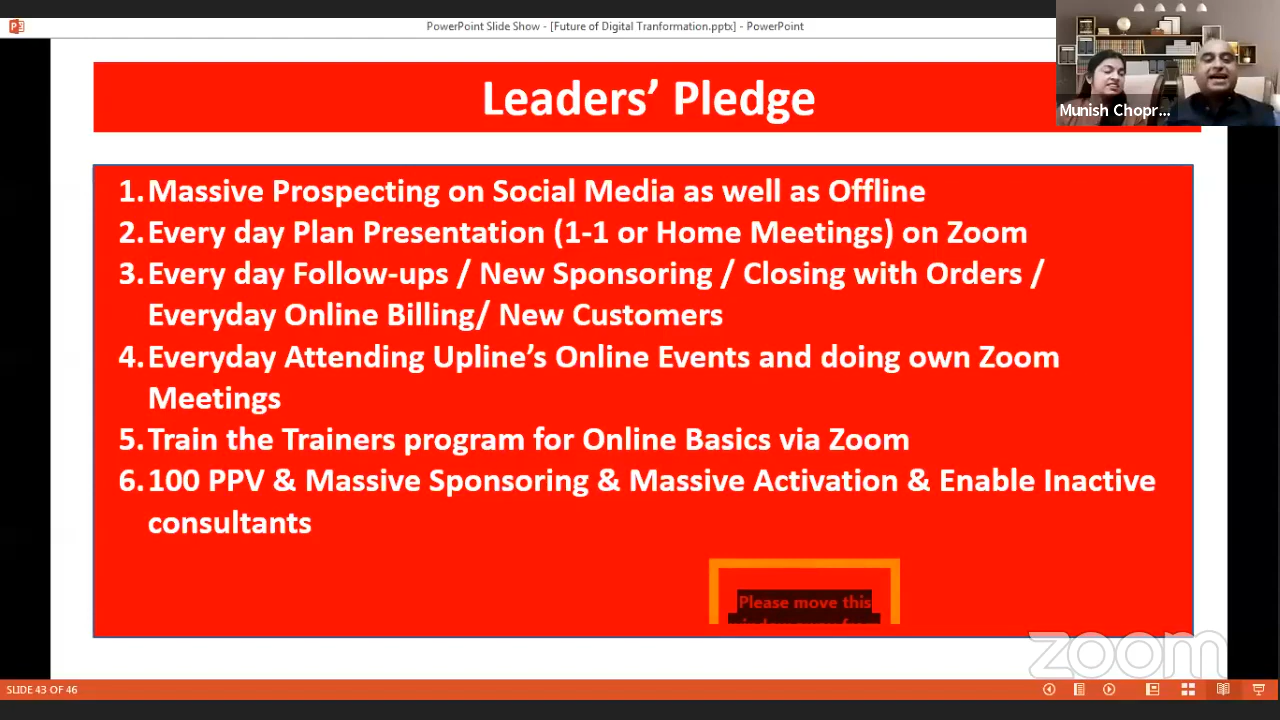 PowerPoint Slide Show - [Future of Digital Tranformation.pptx] - PowerPoint
Leaders’ Pledge
Munish Chopr...
1. Massive Prospecting on Social Media as well as Offline
2. Every day Plan Presentation (1-1 or Home Meetings) on Zoom
3. Every day Follow-ups / New Sponsoring / Closing with Orders /
Everyday Online Billing/ New Customers
4. Everyday Attending Upline’s Online Events and doing own Zoom
Meetings
5. Train the Trainers program for Online Basics via Zoom
6. 100 PPV & Massive Sponsoring & Massive Activation & Enable Inactive
consultants
Please move this
zoom
SLIDE 43 OF 46